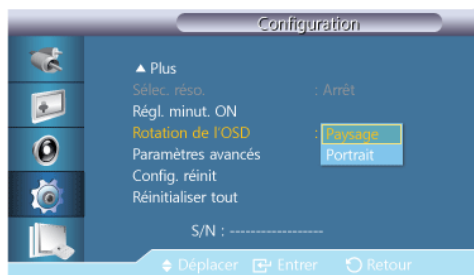 Configuration
▲ Plus
Sélec. réso. : Arrêt
Régl. minut. ON
Rotation de l'OSD : Paysage
Portrait
Paramètres avancés
Config. réinit
Réinitialiser tout
S/N : ------------------
Déplacer Entrer Retour